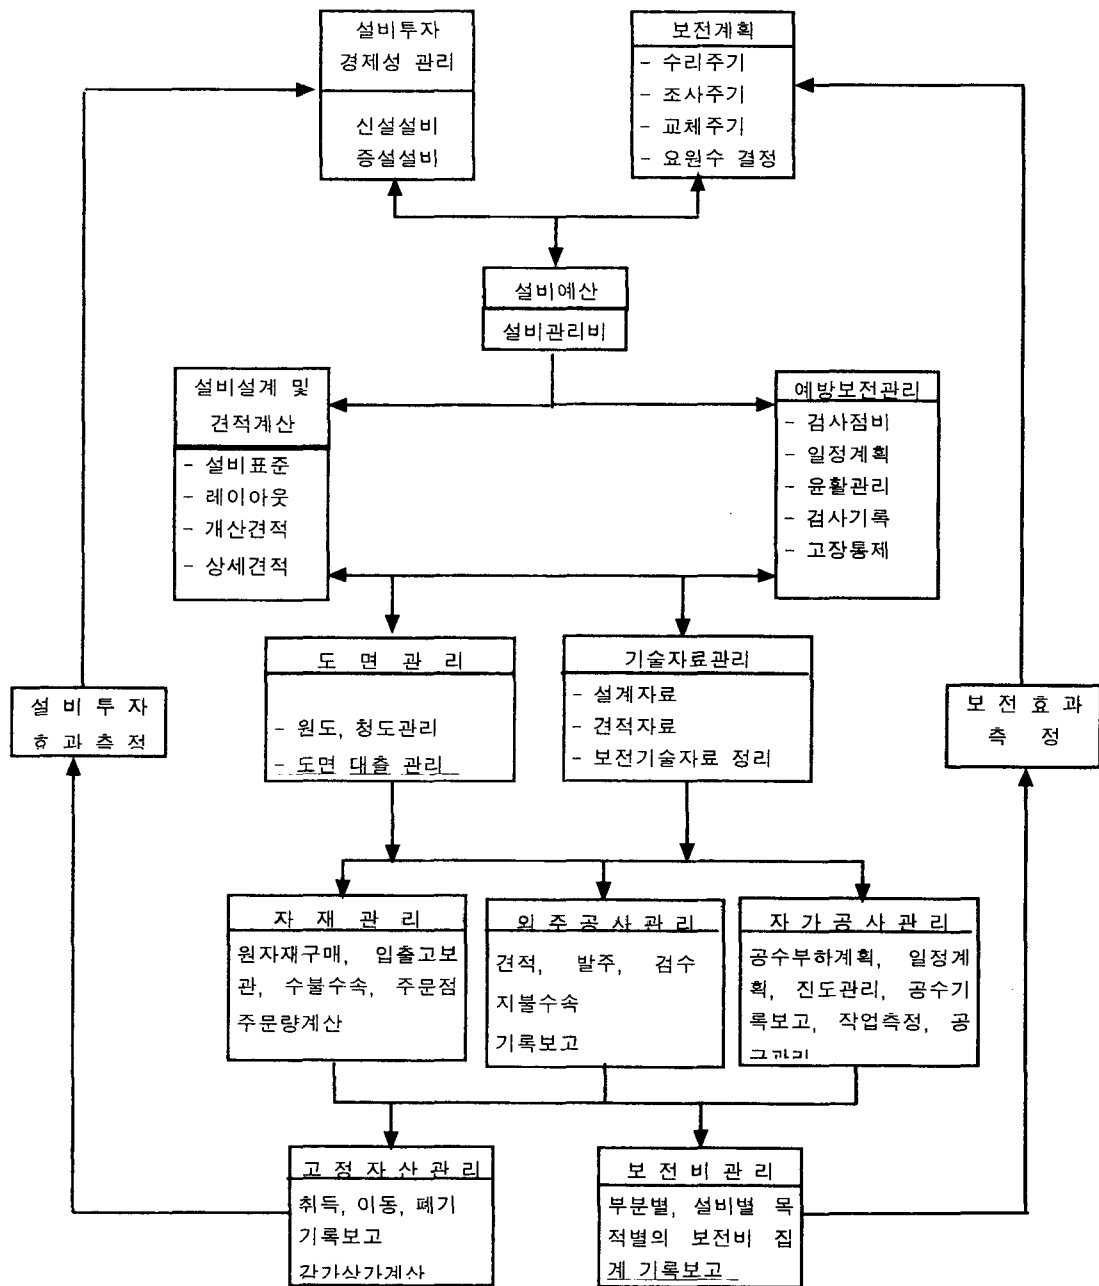 설비투자
경제성 관리
신설설비
증설설비
보전계획
- 수리주기
- 조사주기
- 교체주기
- 요원수 결정
설비예산
설비관리비
설비설계 및
견적계산
- 설비표준
- 레이아웃
- 개산견적
- 상세견적
예방보전관리
- 검사점비
- 일정계획
- 윤활관리
- 검사기록
- 고장통제
도 면 관 리
- 원도, 청도관리
- 도면 대출 관리
기술자료관리
- 설계자료
- 견적자료
- 보전기술자료 정리
설 비 투 자
효 과 측 정
보 전 효 과
측 정
자 재 관 리
원자재구매, 입출고보
관, 수불수속, 주문점
주문량계산
외 주 공 사 관 리
견적, 발주, 검수
지불수속
기록보고
자 가 공 사 관 리
공수부하계획, 일정계
획, 진도관리, 공수기
록보고, 작업측정, 공
구관리
고 정 자 산 관 리
취득, 이동, 폐기
기록보고
감가상각계산
보 전 비 관 리
부분별, 설비별 목
적별의 보전비 집
계 기록보고